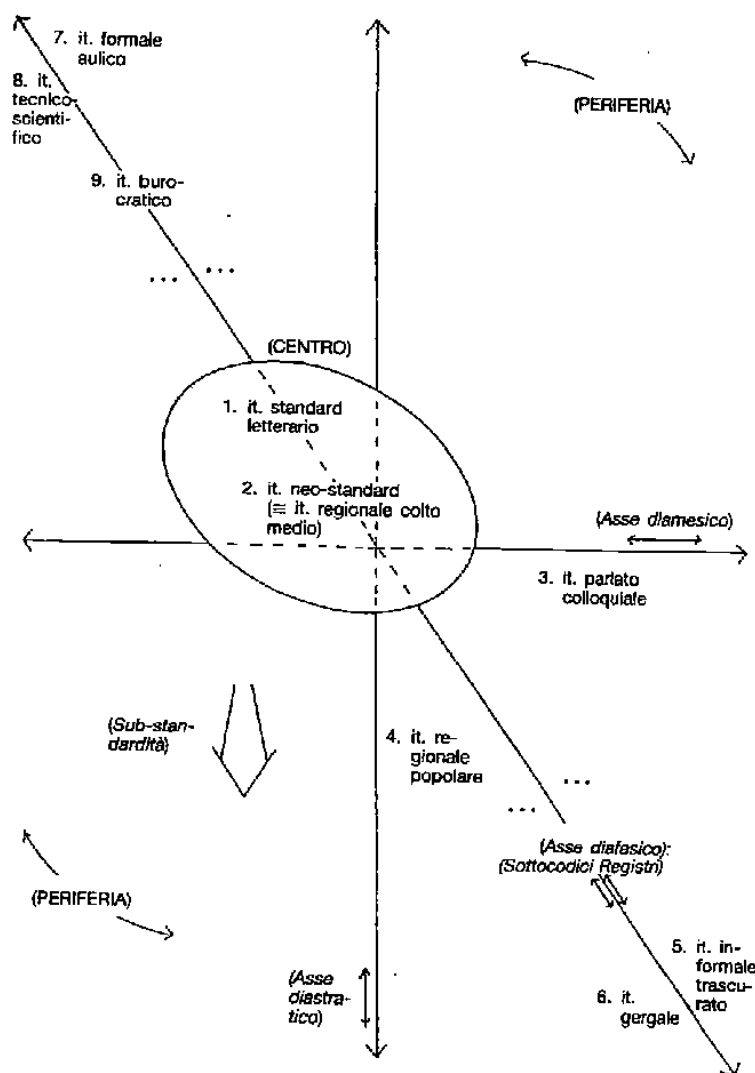 7. it. formale
aulico
8. it.
tecnico-
scienti-
fico
(PERIFERIA)
9. it. buro-
cratico
... ...
(CENTRO)
1. it. standard
letterario
2. it. neo-standard
(≡ it. regionale colto
medio)
(Asse diamesico)
3. it. parlato
colloquiale
(Sub-stan-
dardità)
4. it. re-
gionale
popolare
... ...
(Asse diafasico):
(Sottocodici Registri)
(PERIFERIA)
5. it. in-
formale
trascu-
rato
(Asse
diastra-
tico)
6. it.
gergale